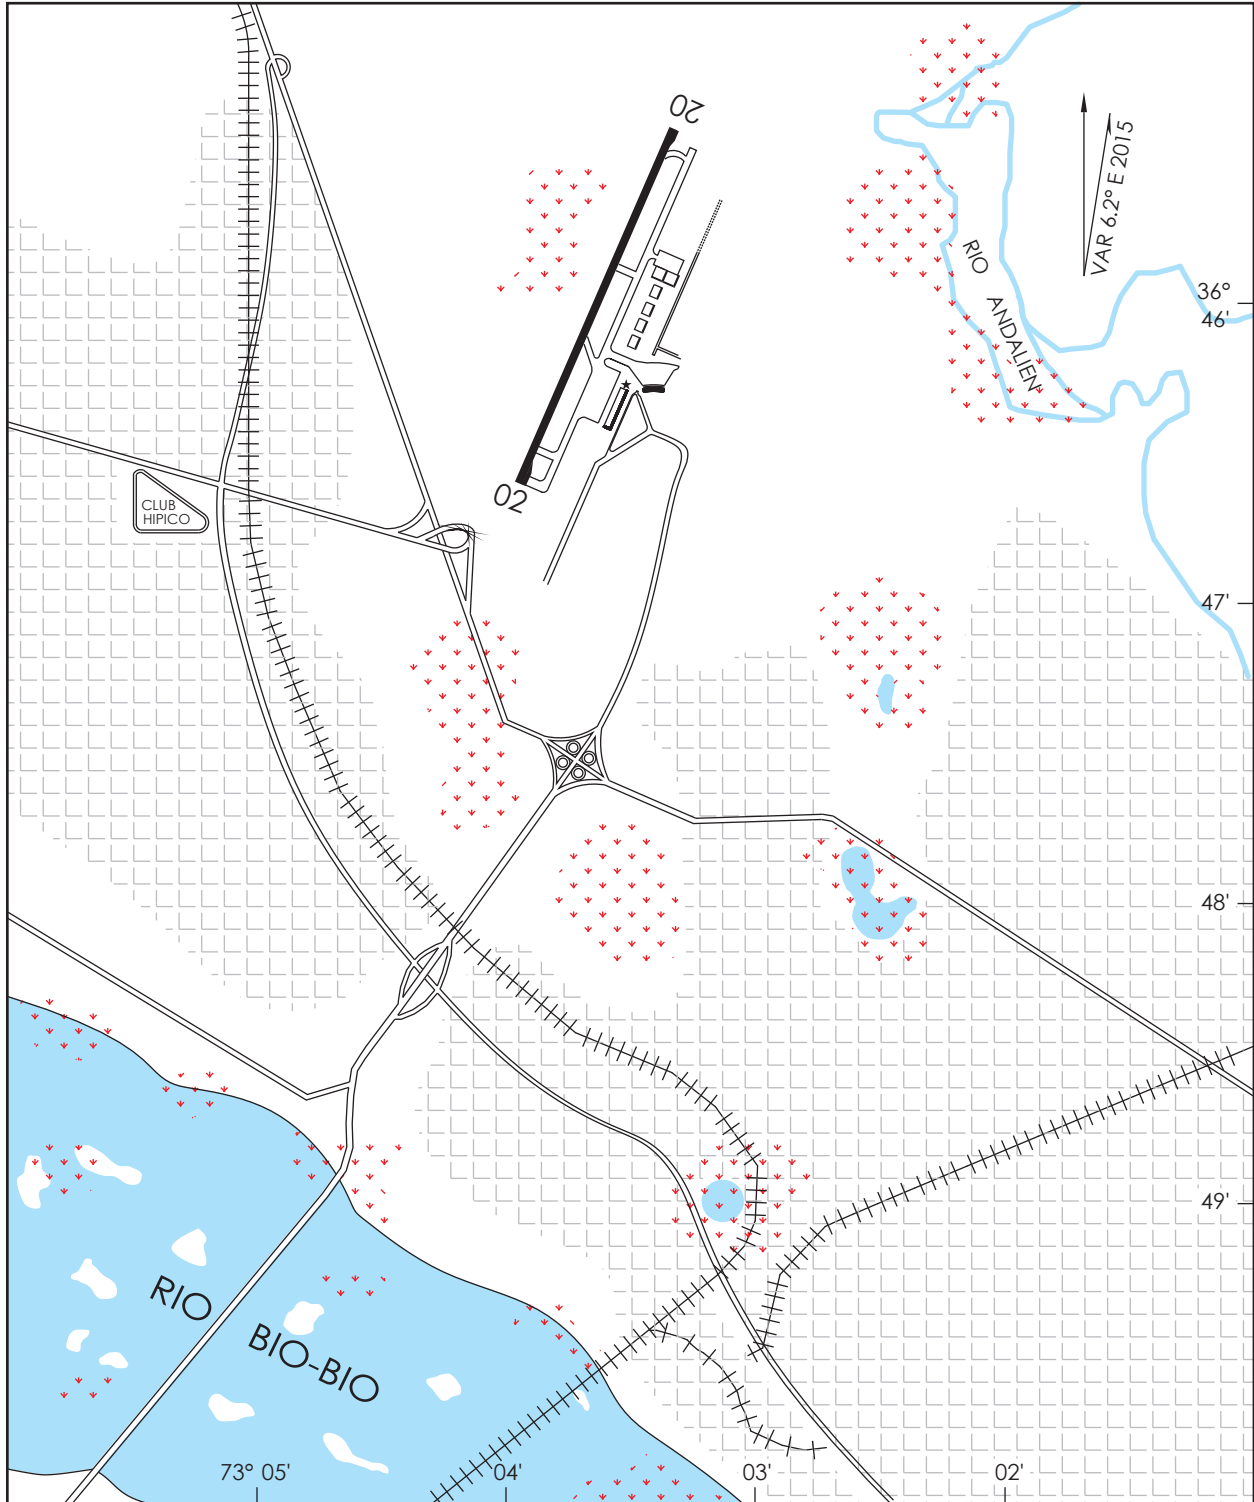 20
VAR 6.2° E 2015
RIO
ANDALIEN
36°
46'
02
CLUB
HIPICO
47'
48'
49'
RIO
BIO-BIO
73° 05'
04'
03'
02'